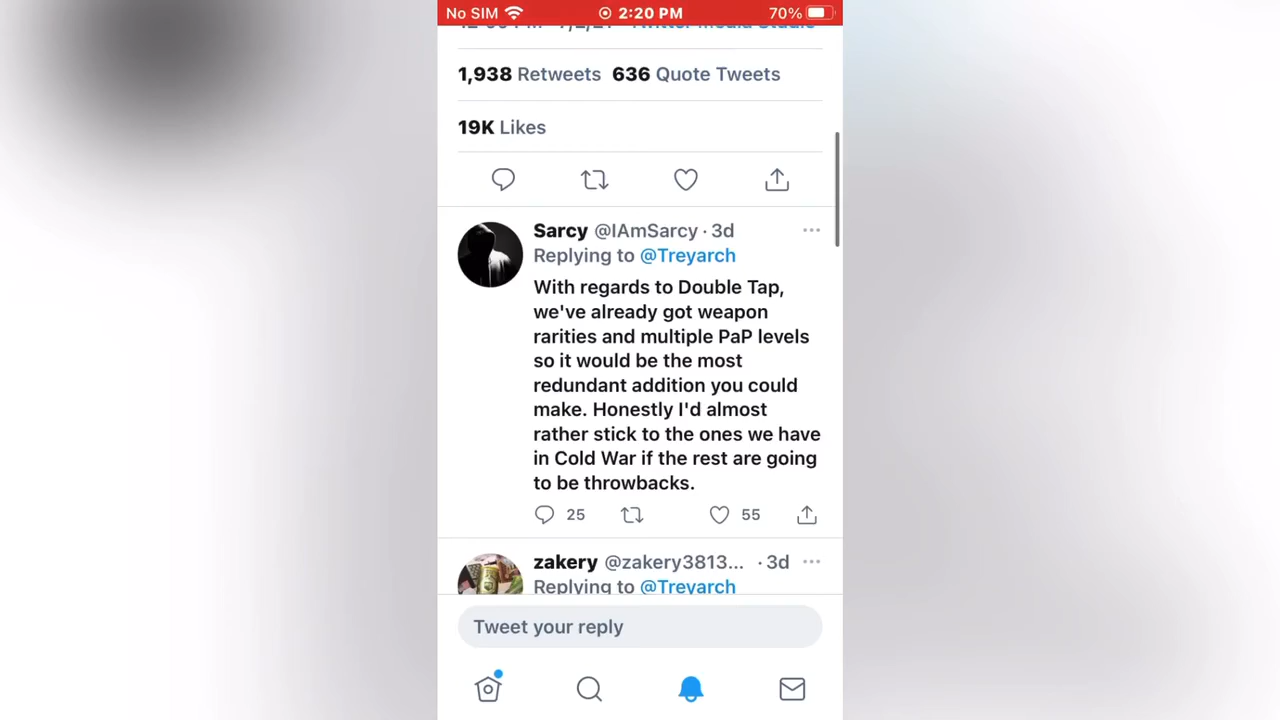 No SIM 2:20 PM 70%
1,938 Retweets 636 Quote Tweets
19K Likes
Sarcy @IAmSarcy · 3d
Replying to @Treyarch
With regards to Double Tap,
we've already got weapon
rarities and multiple PaP levels
so it would be the most
redundant addition you could
make. Honestly I'd almost
rather stick to the ones we have
in Cold War if the rest are going
to be throwbacks.
25 55
zakery @zakery3813... · 3d
Replying to @Treyarch
Tweet your reply